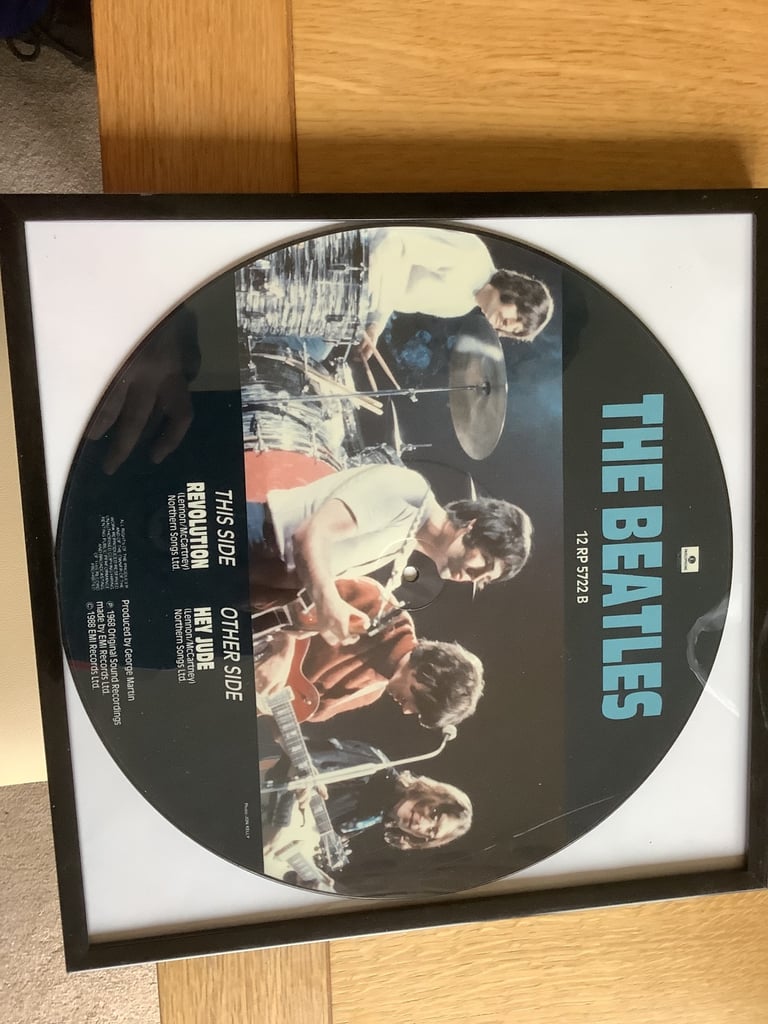 PARLOPHONE
THE BEATLES
12 RP 5722 B
THIS SIDE
REVOLUTION
(Lennon/McCartney)
Northern Songs Ltd.
OTHER SIDE
HEY JUDE
(Lennon/McCartney)
Northern Songs Ltd.
Produced by George Martin
℗ 1968 Original Sound Recordings
made by EMI Records Ltd.
© 1988 EMI Records Ltd.